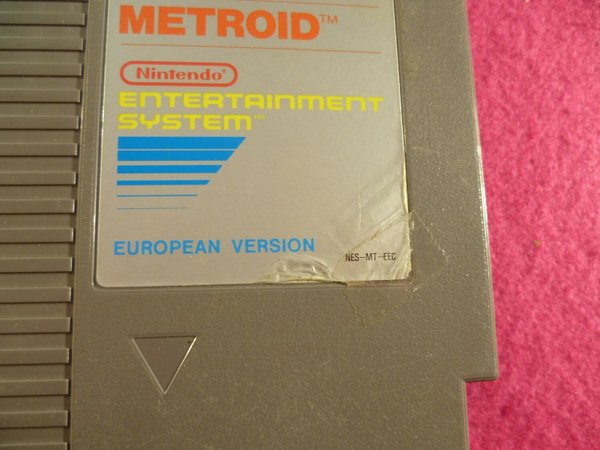 METROID™
Nintendo®
ENTERTAINMENT
SYSTEM™
EUROPEAN VERSION
NES-MT-EEC